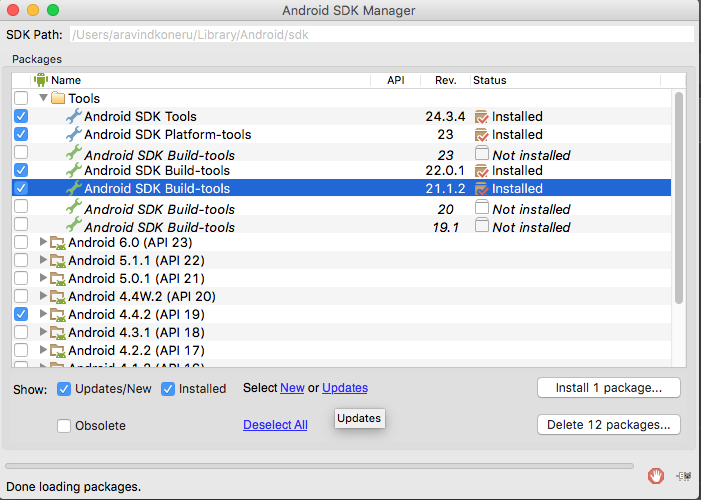 Android SDK Manager
SDK Path: /Users/aravindkoneru/Library/Android/sdk
Packages
Name API Rev. Status
Tools
Android SDK Tools 24.3.4 Installed
Android SDK Platform-tools 23 Installed
Android SDK Build-tools 23 Not installed
Android SDK Build-tools 22.0.1 Installed
Android SDK Build-tools 21.1.2 Installed
Android SDK Build-tools 20 Not installed
Android SDK Build-tools 19.1 Not installed
Android 6.0 (API 23)
Android 5.1.1 (API 22)
Android 5.0.1 (API 21)
Android 4.4W.2 (API 20)
Android 4.4.2 (API 19)
Android 4.3.1 (API 18)
Android 4.2.2 (API 17)
Android 4.1.2 (API 16)
Show: Updates/New Installed Select New or Updates Install 1 package...
Updates
Obsolete Deselect All Delete 12 packages...
Done loading packages.